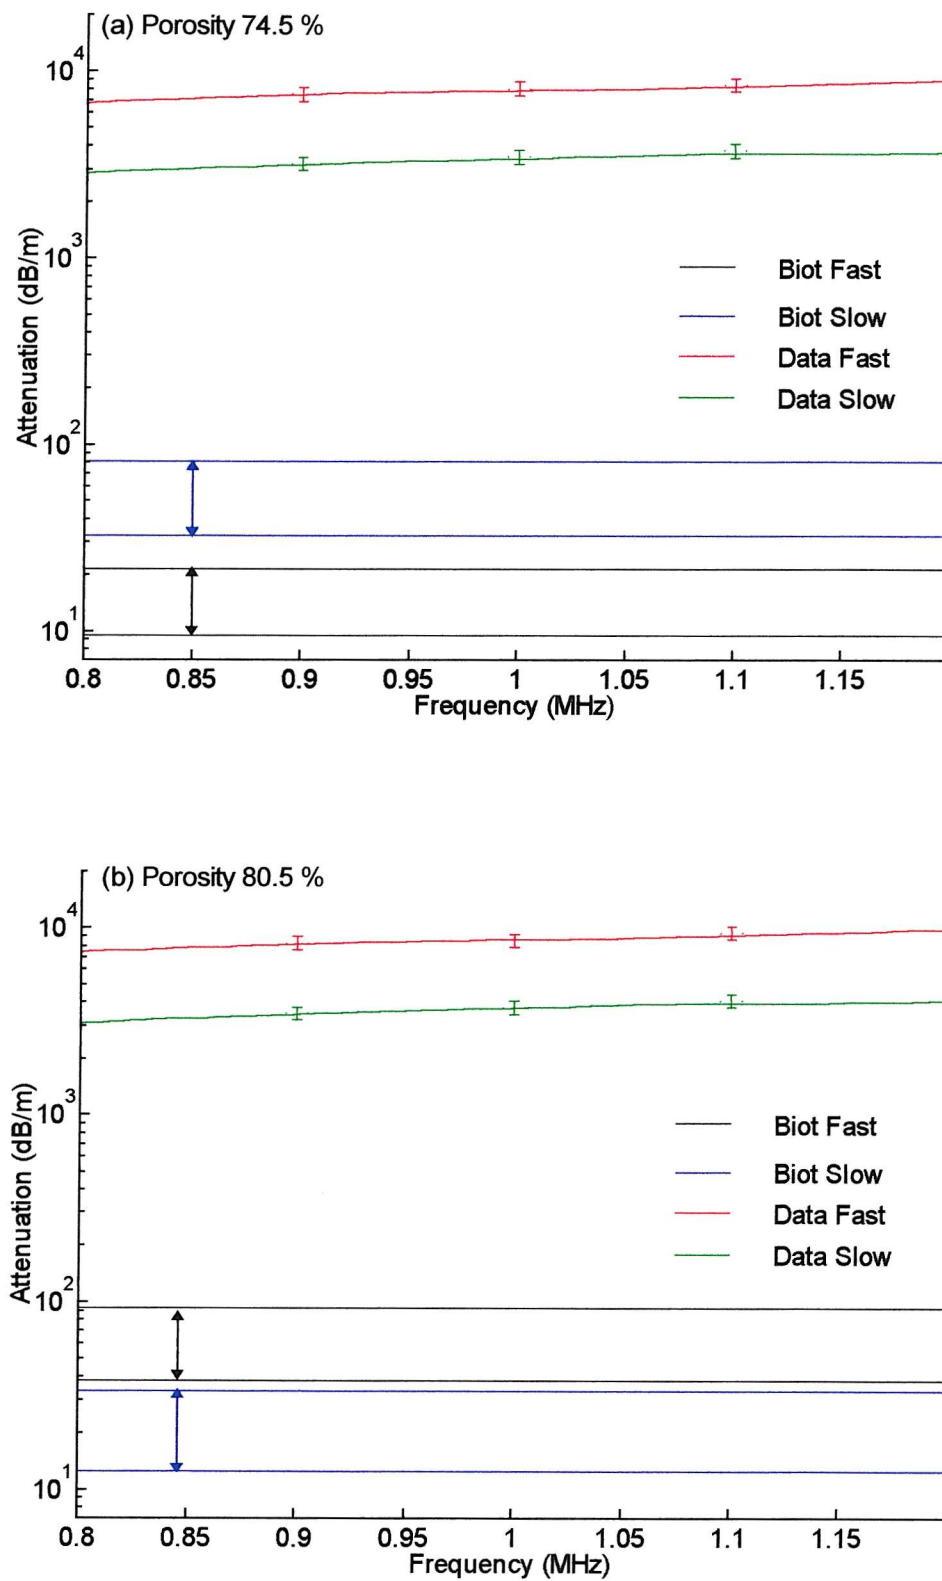 (a) Porosity 74.5 %
10^4
10^3
10^2
10^1
Attenuation (dB/m)
Biot Fast
Biot Slow
Data Fast
Data Slow
0.8 0.85 0.9 0.95 1 1.05 1.1 1.15
Frequency (MHz)
(b) Porosity 80.5 %
10^4
10^3
10^2
10^1
Attenuation (dB/m)
Biot Fast
Biot Slow
Data Fast
Data Slow
0.8 0.85 0.9 0.95 1 1.05 1.1 1.15
Frequency (MHz)